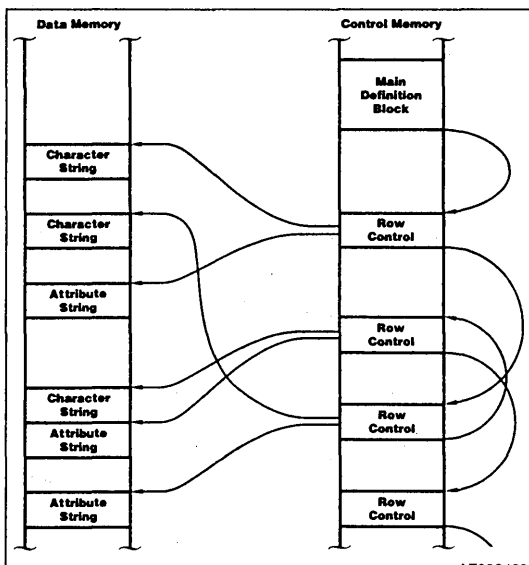 Data Memory
Control Memory
Main
Definition
Block
Character
String
Character
String
Attribute
String
Character
String
Attribute
String
Attribute
String
Row
Control
Row
Control
Row
Control
Row
Control